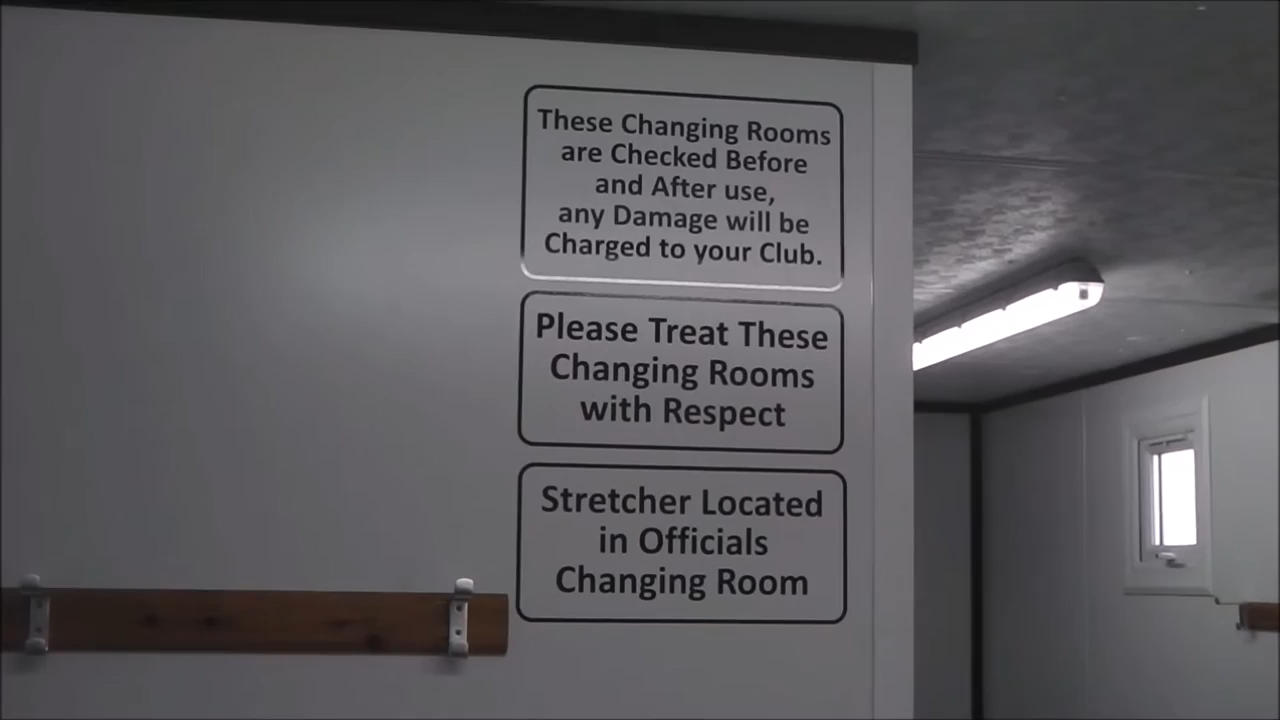 These Changing Rooms
are Checked Before
and After use,
any Damage will be
Charged to your Club.
Please Treat These
Changing Rooms
with Respect
Stretcher Located
in Officials
Changing Room